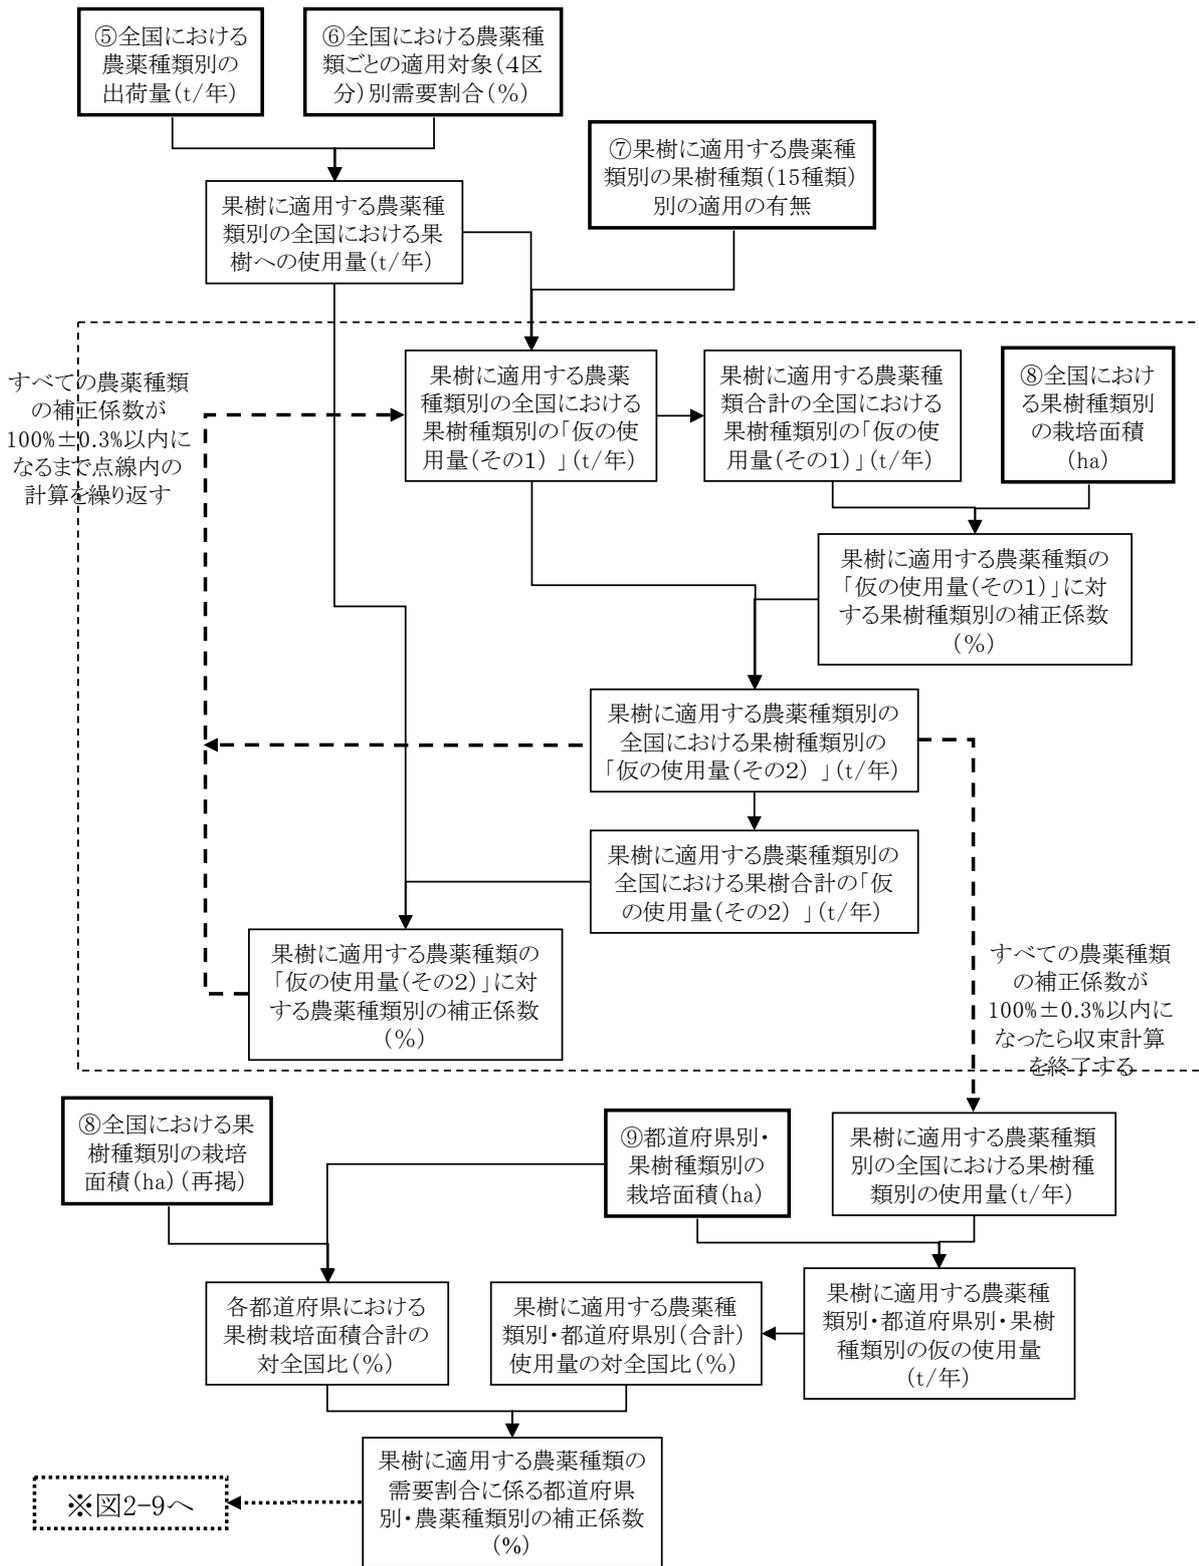 ⑤全国における
農薬種類別の
出荷量(t/年)
⑥全国における農薬種
類ごとの適用対象(4区
分)別需要割合(%)
⑦果樹に適用する農薬種
類別の果樹種類(15種類)
別の適用の有無
果樹に適用する農薬種
類別の全国における果
樹への使用量(t/年)
すべての農薬種類
の補正係数が
100%±0.3%以内に
なるまで点線内の
計算を繰り返す
果樹に適用する農薬
種類別の全国における
果樹種類別の「仮の使
用量(その1) 」(t/年)
果樹に適用する農薬種
類合計の全国における
果樹種類別の「仮の使
用量(その1)」(t/年)
⑧全国におけ
る果樹種類別
の栽培面積
(ha)
果樹に適用する農薬種類の
「仮の使用量(その1)」に対
する果樹種類別の補正係数
(%)
果樹に適用する農薬種類別の
全国における果樹種類別の
「仮の使用量(その2) 」(t/年)
果樹に適用する農薬種類別の
全国における果樹合計の「仮
の使用量(その2) 」(t/年)
果樹に適用する農薬種類の
「仮の使用量(その2)」に対
する農薬種類別の補正係数
(%)
すべての農薬種類
の補正係数が
100%±0.3%以内に
なったら収束計算
を終了する
⑧全国における果
樹種類別の栽培
面積(ha)(再掲)
⑨都道府県別・
果樹種類別の
栽培面積(ha)
果樹に適用する農薬種類
別の全国における果樹種
類別の使用量(t/年)
各都道府県における
果樹栽培面積合計の
対全国比(%)
果樹に適用する農薬種
類別・都道府県別(合計)
使用量の対全国比(%)
果樹に適用する農薬種
類別・都道府県別・果樹
種類別の仮の使用量
(t/年)
果樹に適用する農薬種類の
需要割合に係る都道府県
別・農薬種類別の補正係数
(%)
※図2-9へ